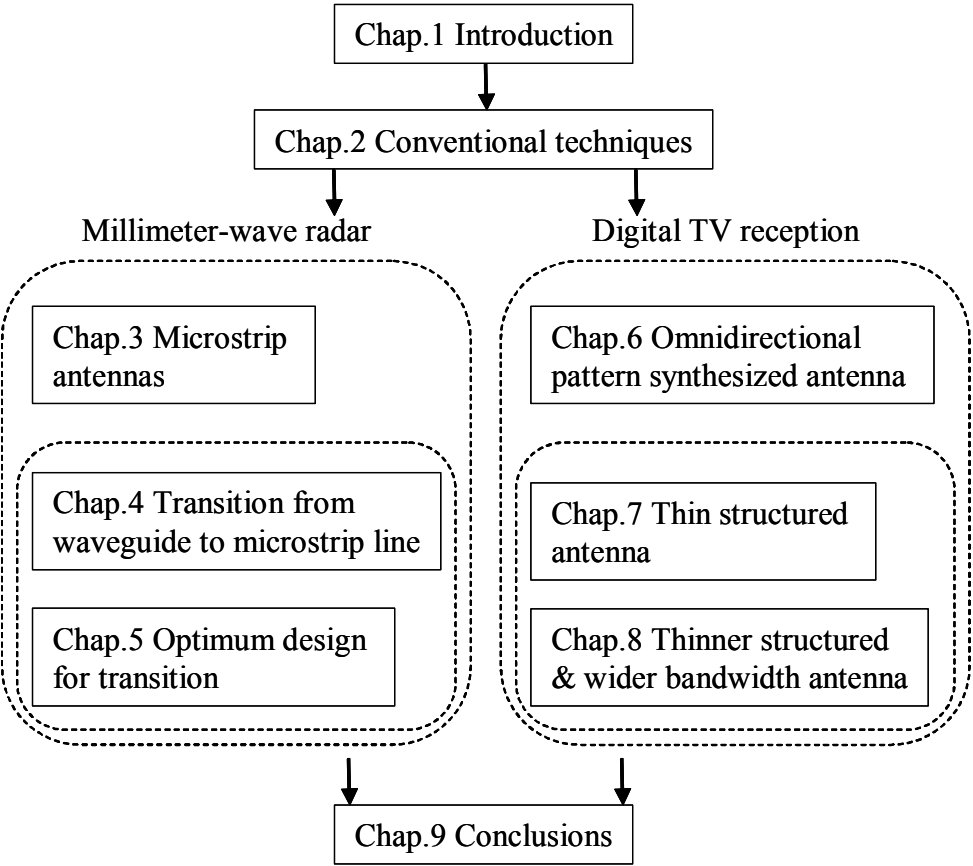 Chap.1 Introduction
Chap.2 Conventional techniques
Millimeter-wave radar
Chap.3 Microstrip
antennas
Chap.4 Transition from
waveguide to microstrip line
Chap.5 Optimum design
for transition
Digital TV reception
Chap.6 Omnidirectional
pattern synthesized antenna
Chap.7 Thin structured
antenna
Chap.8 Thinner structured
& wider bandwidth antenna
Chap.9 Conclusions